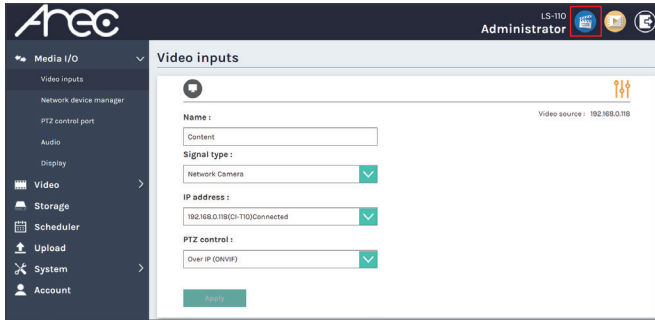 Arec
LS-110
Administrator
Media I/O
Video inputs
Network device manager
PTZ control port
Audio
Display
Video
Storage
Scheduler
Upload
System
Account
Video inputs
Video source : 192.168.0.118
Name :
Content
Signal type :
Network Camera
IP address :
192.168.0.118(CI-T10)Connected
PTZ control :
Over IP (ONVIF)
Apply